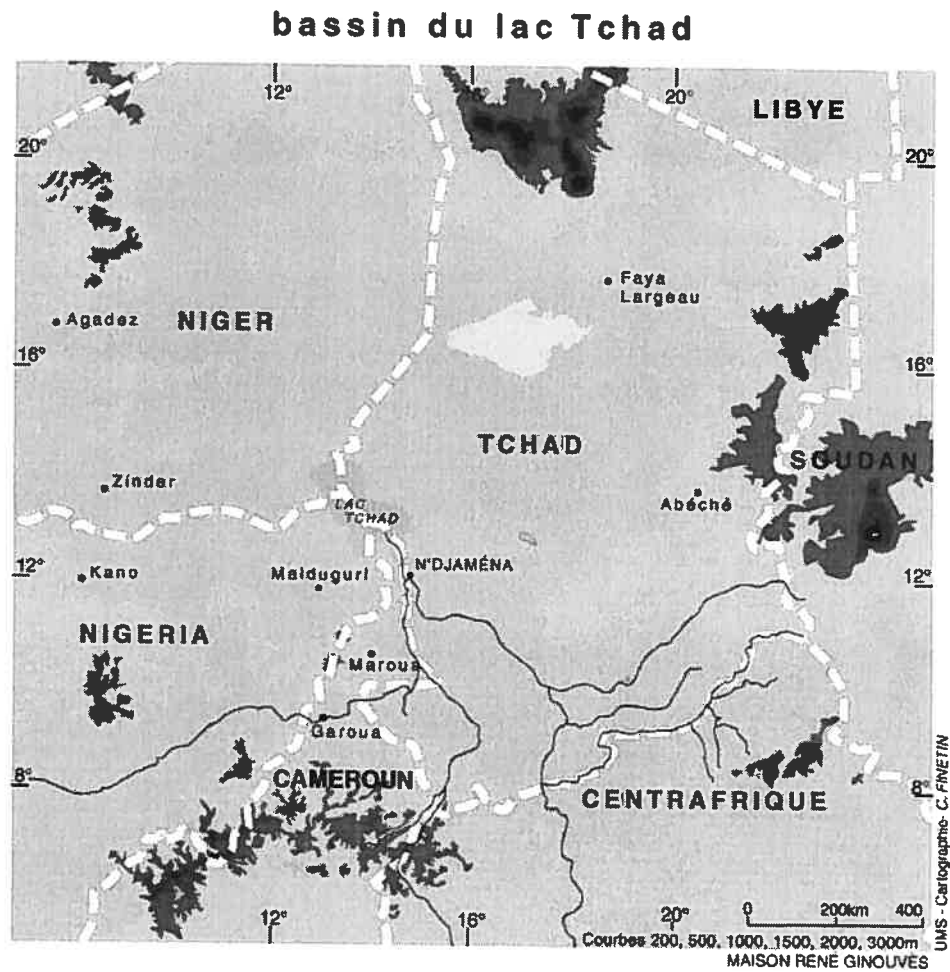 bassin du lac Tchad
12°
16°
20°
LIBYE
20°
20°
Faya
Largeau
Agadez
NIGER
16°
16°
TCHAD
SOUDAN
Zinder
Abéché
LAC
TCHAD
N'DJAMÉNA
12°
12°
Kano
Maiduguri
NIGERIA
Maroua
Garoua
8°
CAMEROUN
CENTRAFRIQUE
8°
12°
16°
20°
0 200km 400
Courbes 200, 500, 1000, 1500, 2000, 3000m
MAISON RENÉ GINOUVÈS
UMS - Cartographie- C. FINETIN